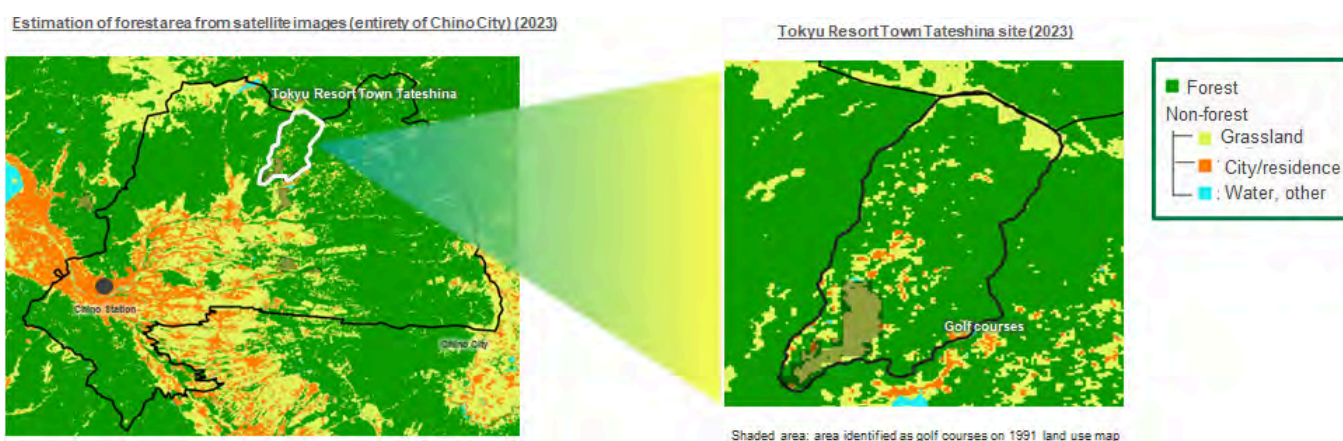 Estimation of forest area from satellite images (entirety of Chino City) (2023)
Tokyu Resort Town Tateshina
Chino Station
Chino City
Tokyu Resort Town Tateshina site (2023)
Golf courses
Shaded area: area identified as golf courses on 1991 land use map
Forest
Non-forest
Grassland
City/residence
: Water, other